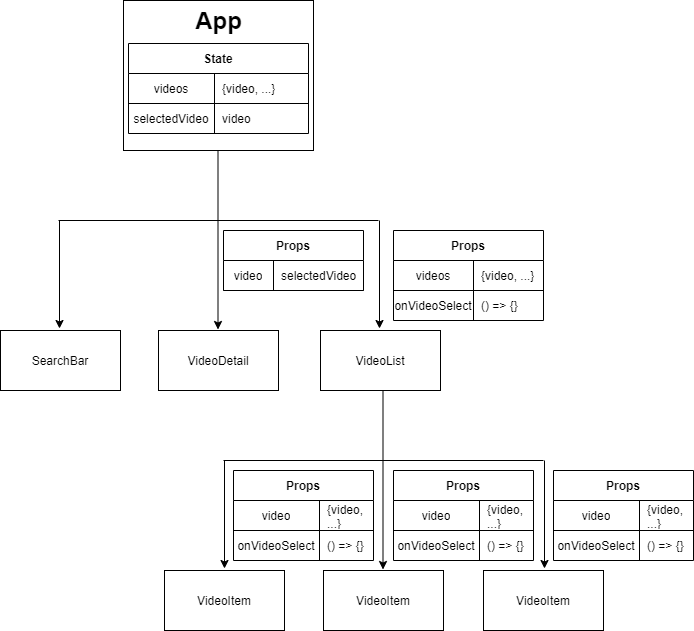 App
State
videos {video, ...}
selectedVideo video
Props
video selectedVideo
Props
videos {video, ...}
onVideoSelect () => {}
SearchBar
VideoDetail
VideoList
Props
video {video,
...}
onVideoSelect () => {}
Props
video {video,
...}
onVideoSelect () => {}
Props
video {video,
...}
onVideoSelect () => {}
VideoItem
VideoItem
VideoItem